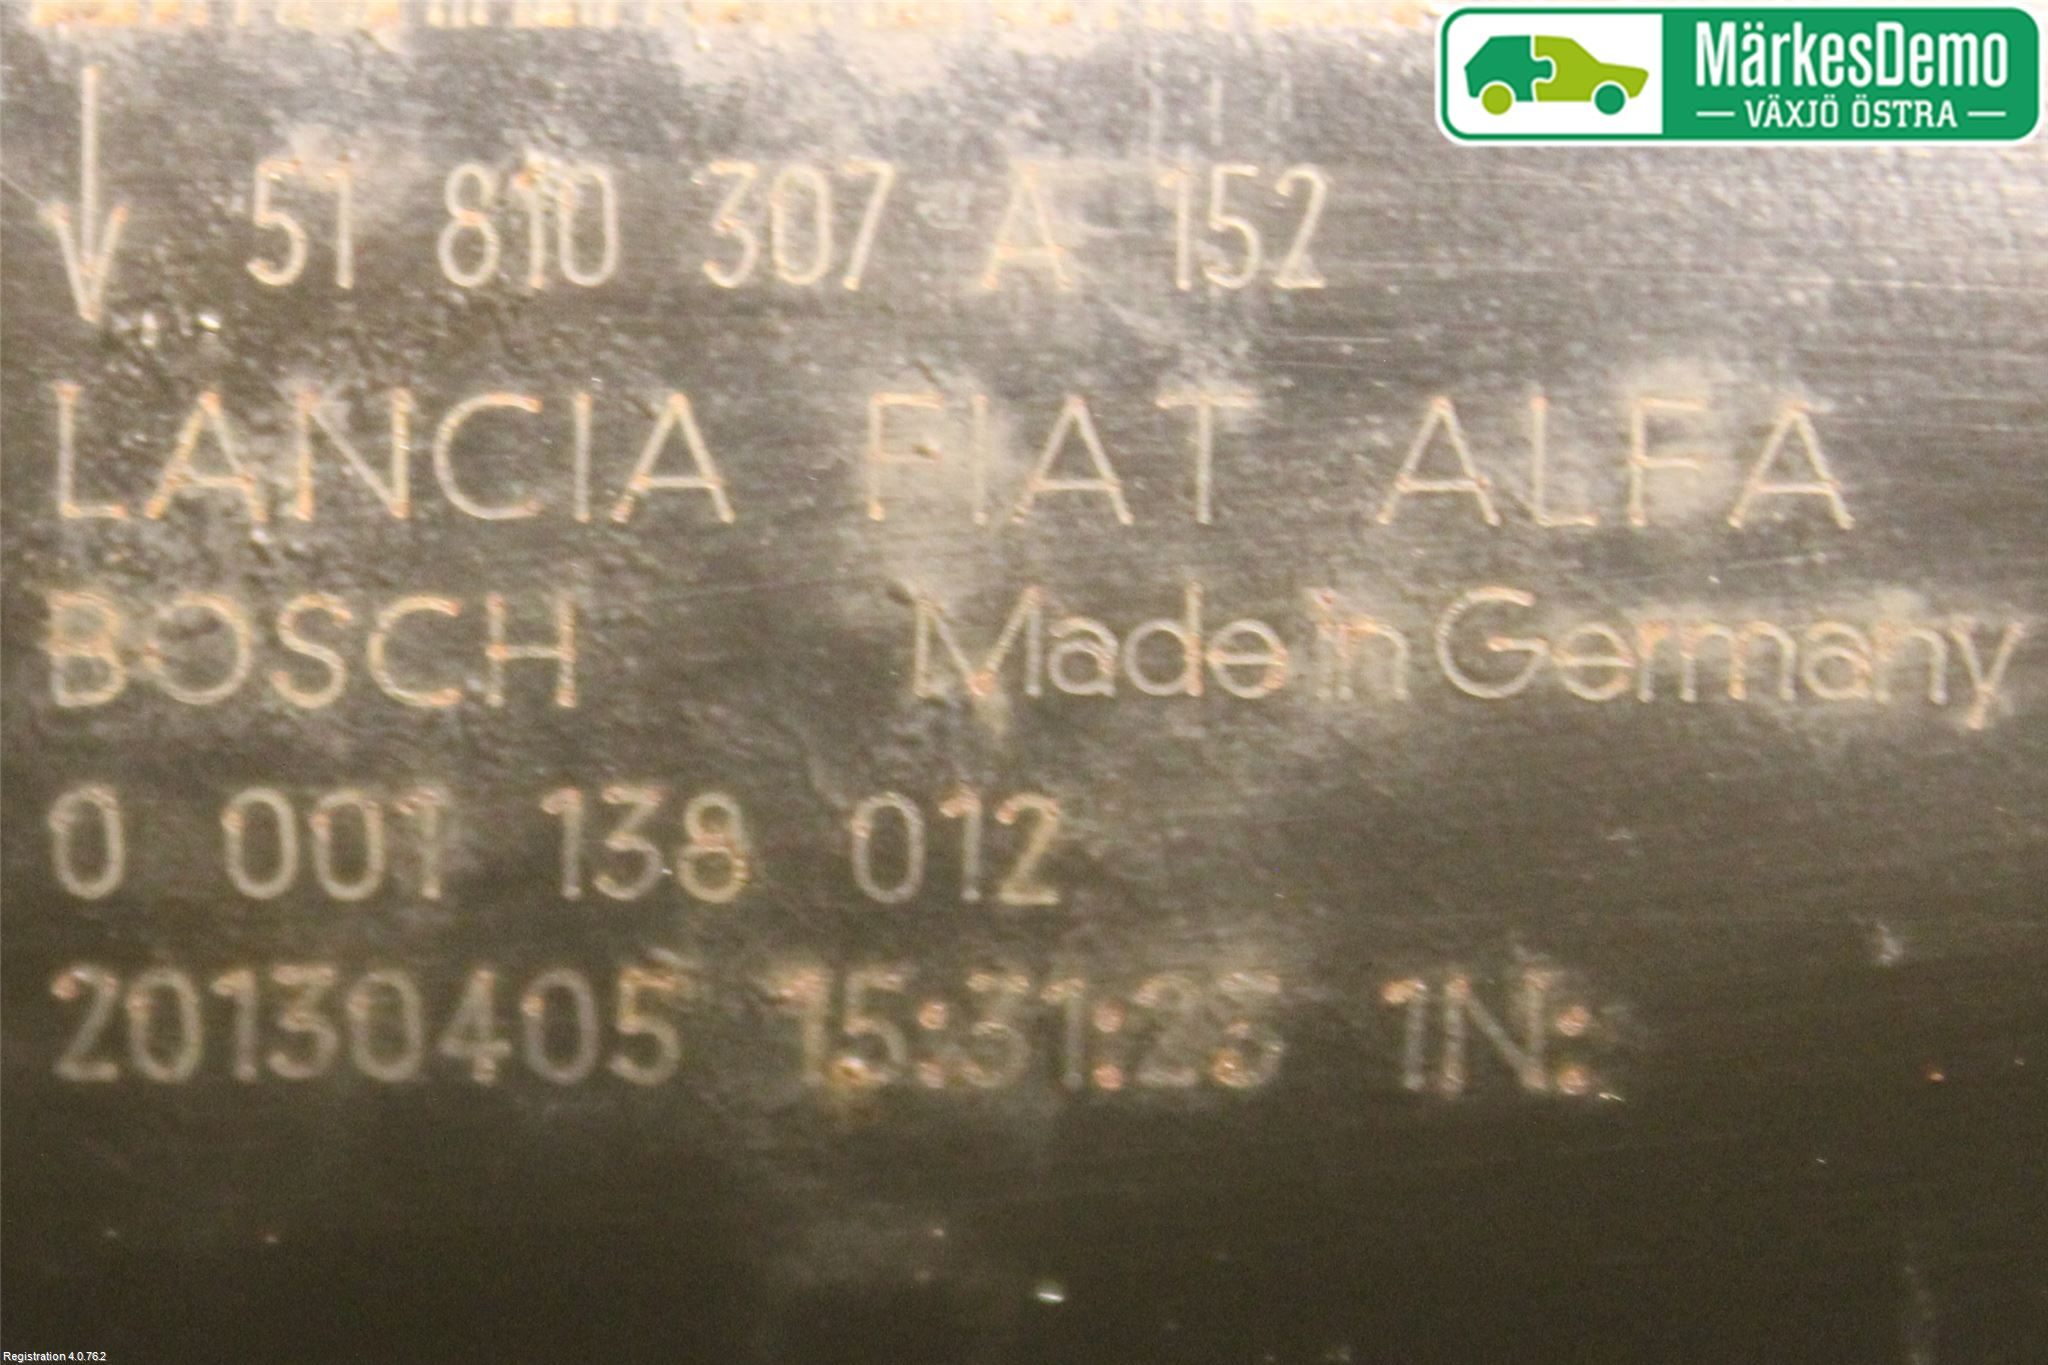 MärkesDemo
VÄXJÖ ÖSTRA
51 810 307 A 152
LANCIA FIAT ALFA
BOSCH Made in Germany
0 001 138 012
20130405 15:31:25 1N:
Registration 4.0.76.2